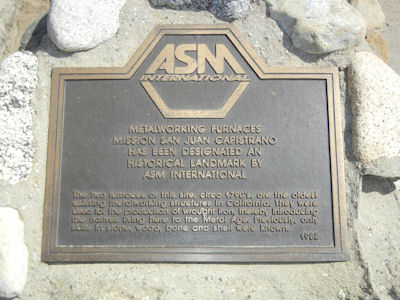 ASM
INTERNATIONAL
METALWORKING FURNACES
MISSION SAN JUAN CAPISTRANO
HAS BEEN DESIGNATED AN
HISTORICAL LANDMARK BY
ASM INTERNATIONAL
The two furnaces at this site, circa 1790's, are the oldest
existing metalworking structures in California. They were
used for the production of wrought iron, thereby introducing
the natives living here to the Metal Age. Previously, only
skills in stone, wood, bone and shell were known.
1988